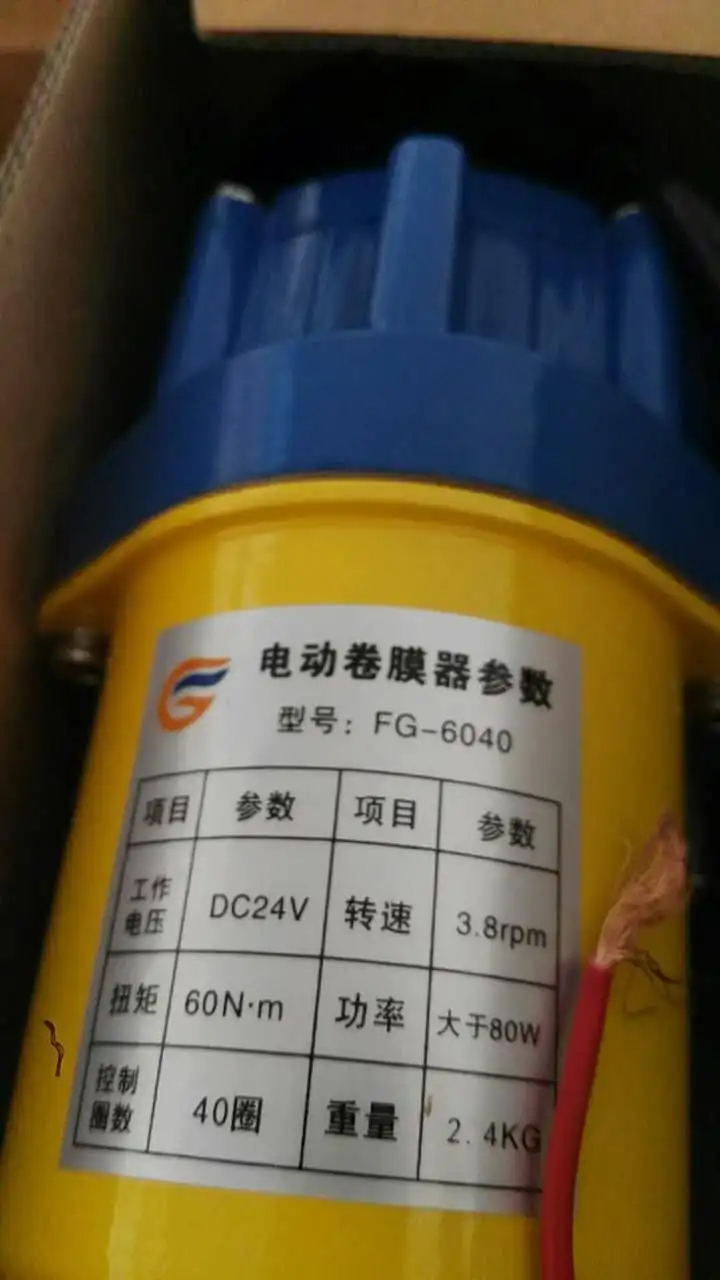 电动卷膜器参数
型号：FG-6040
项目 参数 项目 参数
工作电压 DC24V 转速 3.8rpm
扭矩 60N·m 功率 大于80W
控制圈数 40圈 重量 2.4KG